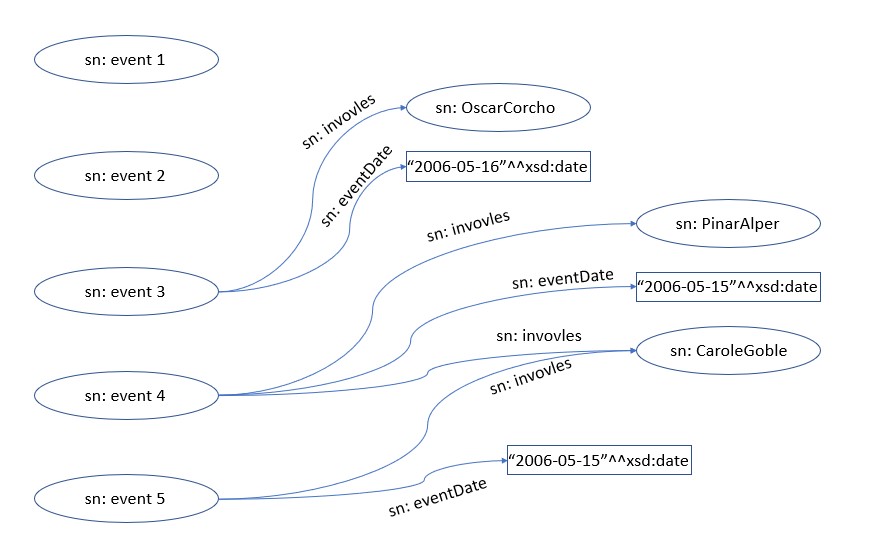 sn: event 1
sn: OscarCorcho
sn: invovles
“2006-05-16”^^xsd:date
sn: eventDate
sn: event 2
sn: invovles
sn: PinarAlper
sn: event 3
sn: eventDate
“2006-05-15”^^xsd:date
sn: invovles
sn: CaroleGoble
sn: invovles
sn: event 4
“2006-05-15”^^xsd:date
sn: eventDate
sn: event 5